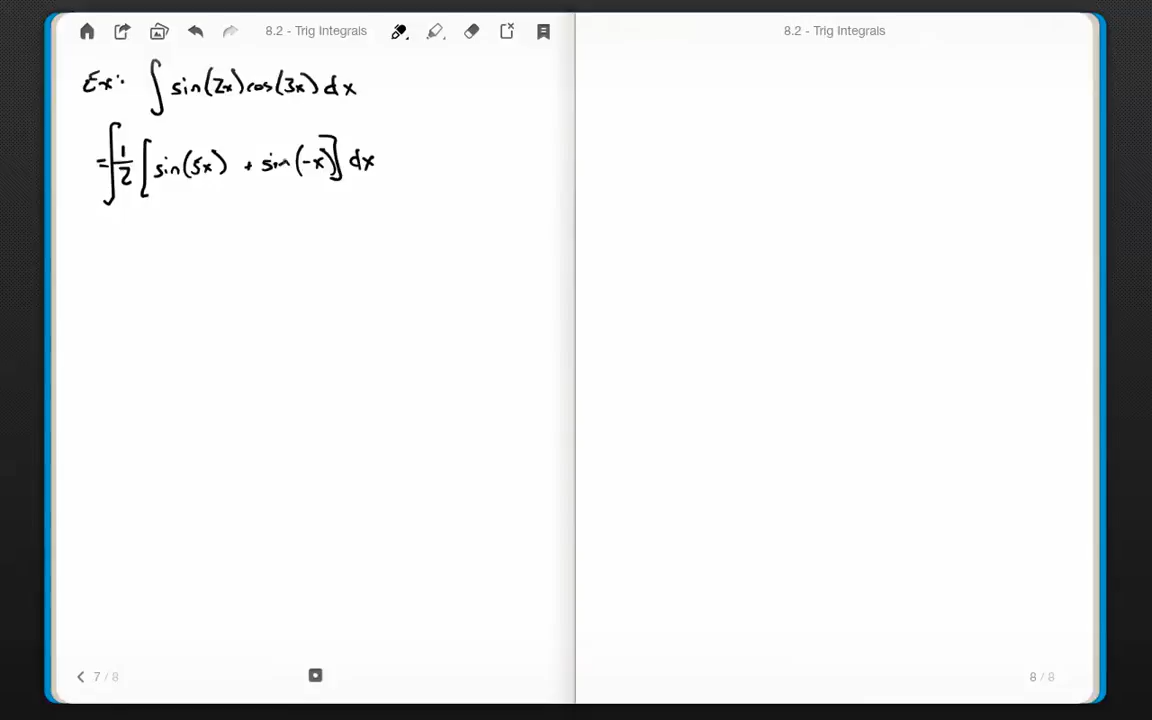 8.2 - Trig Integrals
8.2 - Trig Integrals
Ex: ∫ sin(2x)cos(3x) dx
= ∫ 1/2 [sin(5x) + sin(-x)] dx
7 / 8
8 / 8